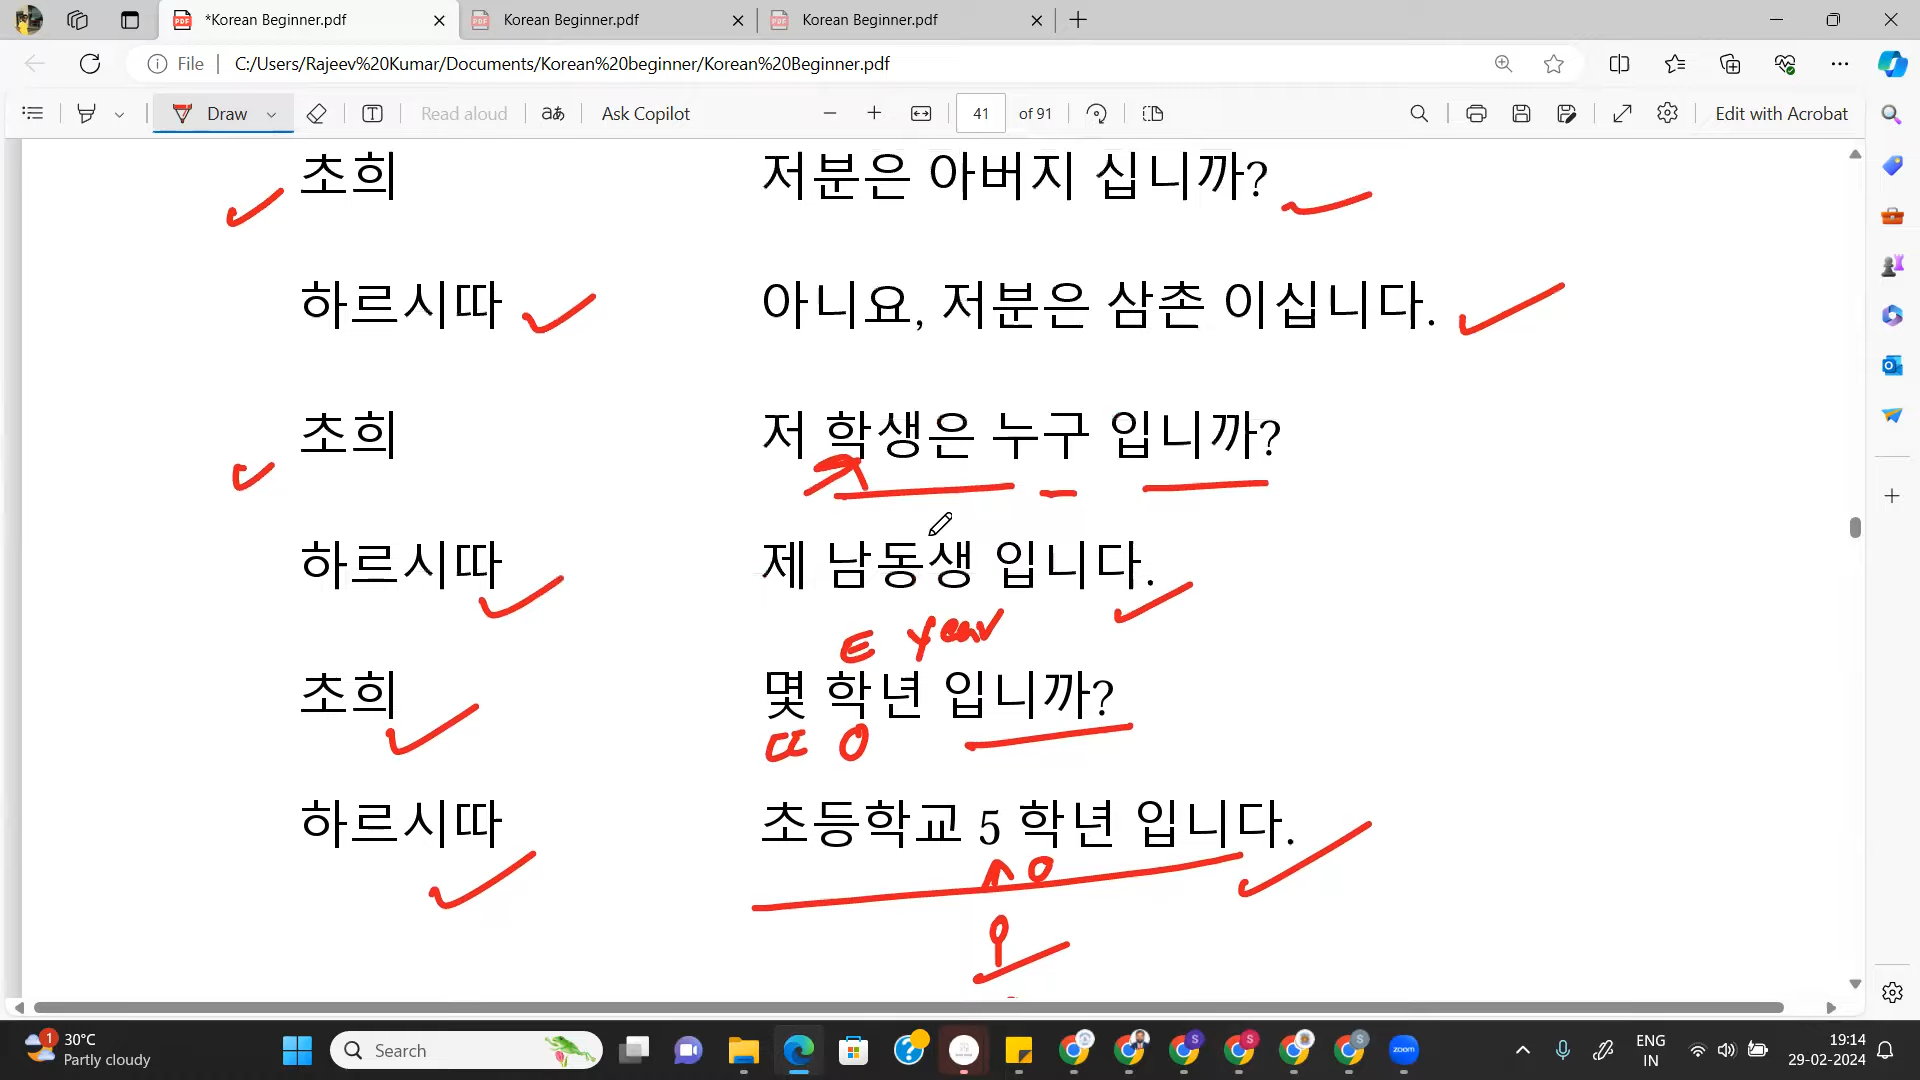 *Korean Beginner.pdf
Korean Beginner.pdf
Korean Beginner.pdf
File
C:/Users/Rajeev%20Kumar/Documents/Korean%20beginner/Korean%20Beginner.pdf
Draw
Read aloud
aあ
Ask Copilot
41 of 91
Edit with Acrobat
초희 저분은 아버지 십니까?
하르시따 아니요, 저분은 삼촌 이십니다.
초희 저 학생은 누구 입니까?
하르시따 제 남동생 입니다.
year
초희 몇 학년 입니까?
하르시따 초등학교 5 학년 입니다.
1
30°C
Partly cloudy
Search
zoom
ENG
IN
19:14
29-02-2024